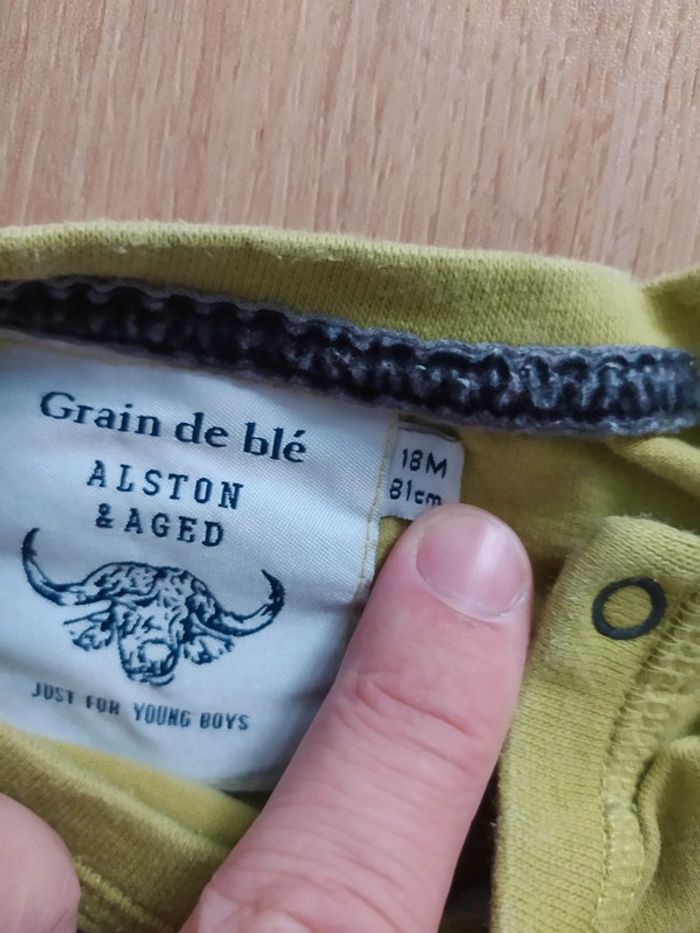 Grain de blé
ALSTON
& AGED
JUST FOR YOUNG BOYS
18M
81cm